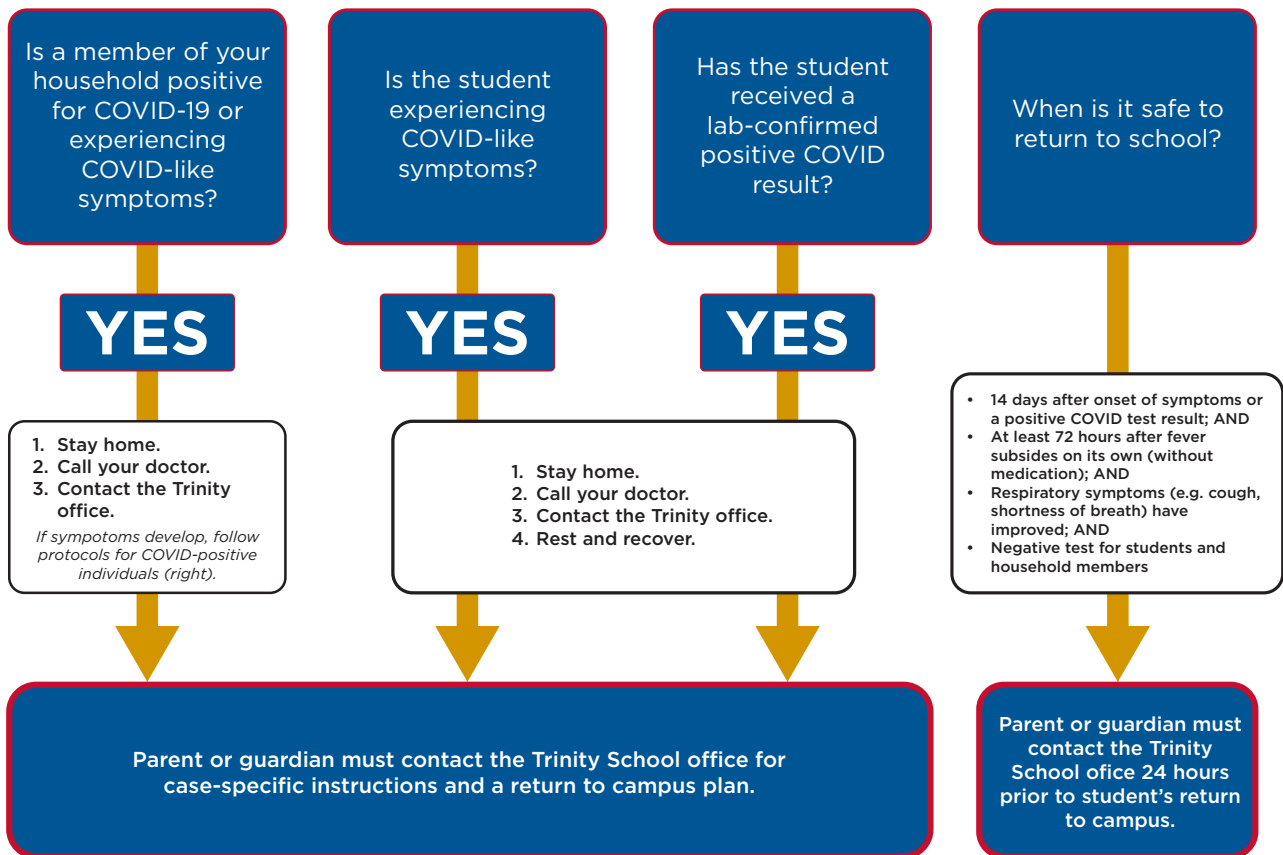 Is a member of your
household positive
for COVID-19 or
experiencing
COVID-like
symptoms?
Is the student
experiencing
COVID-like
symptoms?
Has the student
received a
lab-confirmed
positive COVID
result?
When is it safe to
return to school?
YES
YES
YES
1. Stay home.
2. Call your doctor.
3. Contact the Trinity
office.
If sympotoms develop, follow
protocols for COVID-positive
individuals (right).
1. Stay home.
2. Call your doctor.
3. Contact the Trinity office.
4. Rest and recover.
• 14 days after onset of symptoms or
a positive COVID test result; AND
• At least 72 hours after fever
subsides on its own (without
medication); AND
• Respiratory symptoms (e.g. cough,
shortness of breath) have
improved; AND
• Negative test for students and
household members
Parent or guardian must contact the Trinity School office for
case-specific instructions and a return to campus plan.
Parent or guardian must
contact the Trinity
School ofice 24 hours
prior to student's return
to campus.